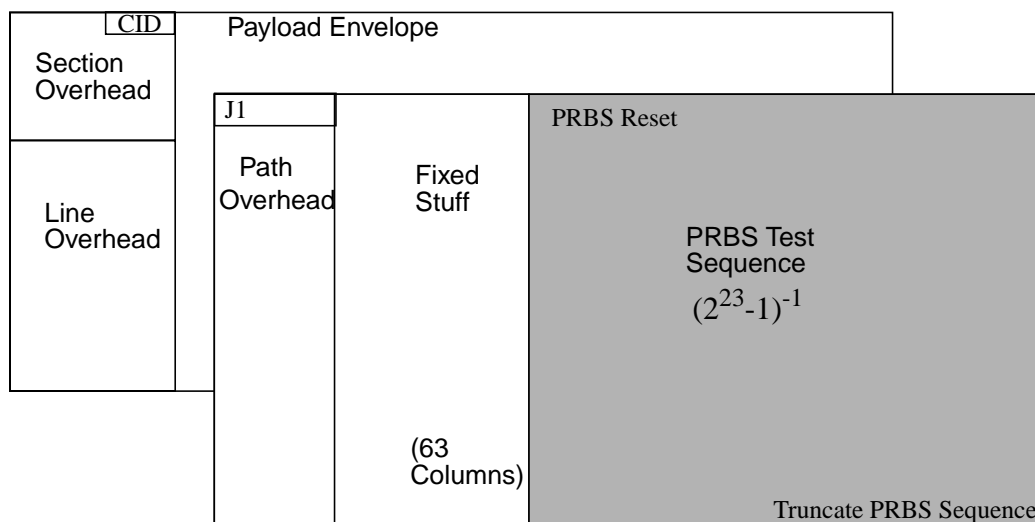 CID
Payload Envelope
Section
Overhead
J1
PRBS Reset
Path
Overhead
Fixed
Stuff
Line
Overhead
PRBS Test
Sequence
(2^23-1)^-1
(63
Columns)
Truncate PRBS Sequence